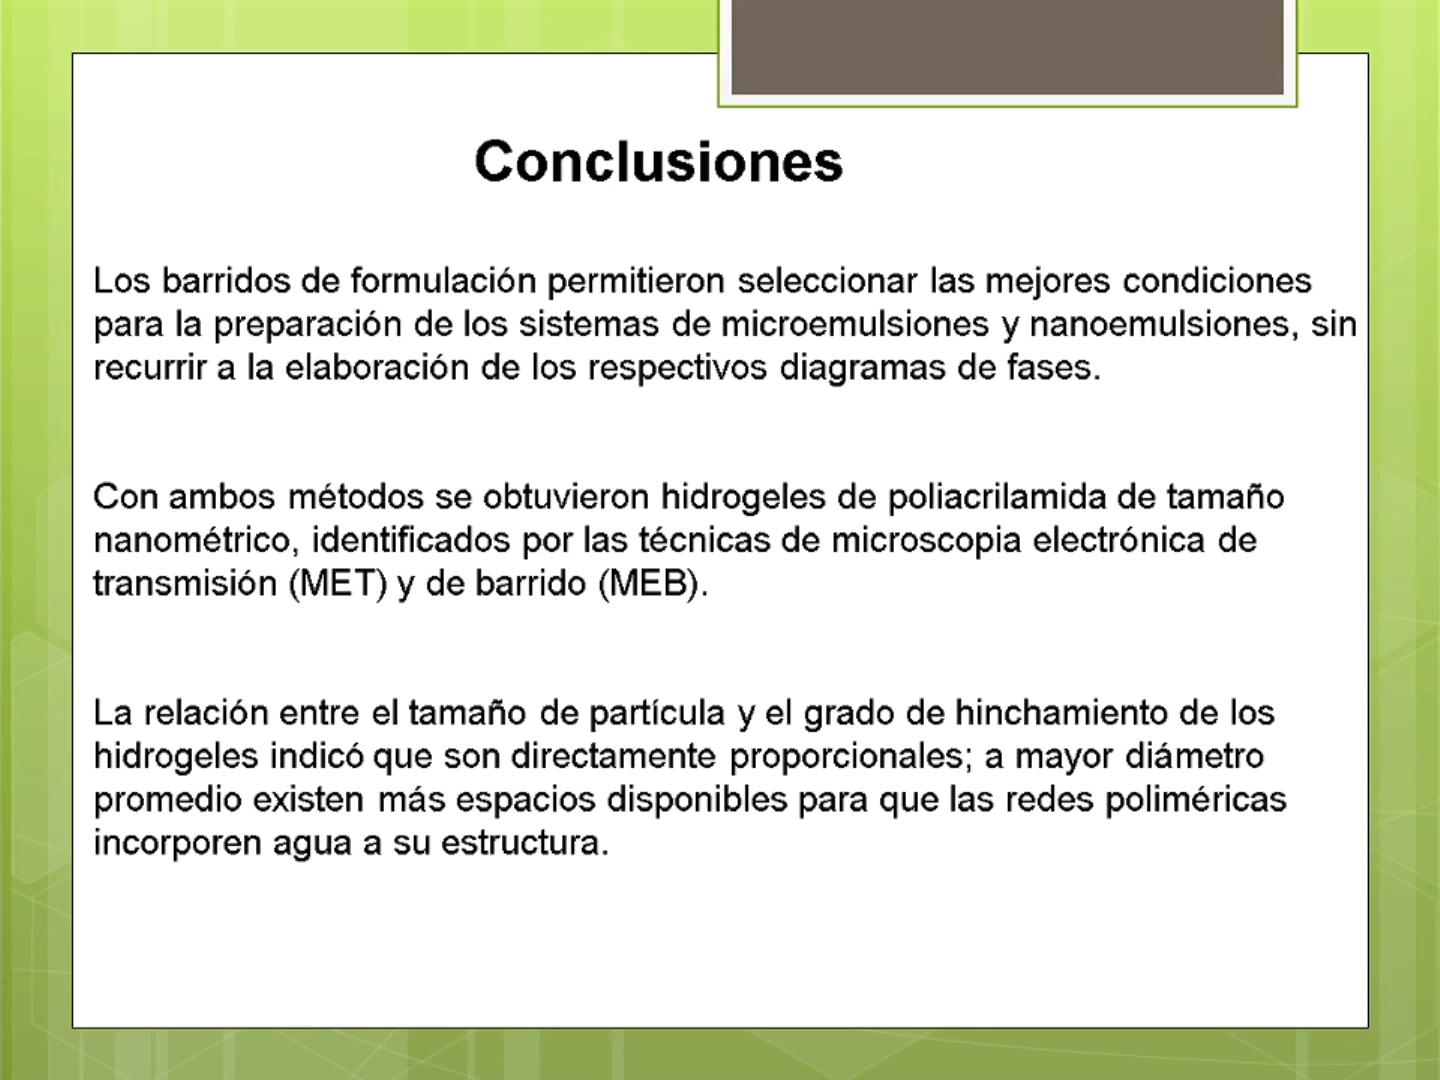 Conclusiones
Los barridos de formulación permitieron seleccionar las mejores condiciones
para la preparación de los sistemas de microemulsiones y nanoemulsiones, sin
recurrir a la elaboración de los respectivos diagramas de fases.
Con ambos métodos se obtuvieron hidrogeles de poliacrilamida de tamaño
nanométrico, identificados por las técnicas de microscopia electrónica de
transmisión (MET) y de barrido (MEB).
La relación entre el tamaño de partícula y el grado de hinchamiento de los
hidrogeles indicó que son directamente proporcionales; a mayor diámetro
promedio existen más espacios disponibles para que las redes poliméricas
incorporen agua a su estructura.